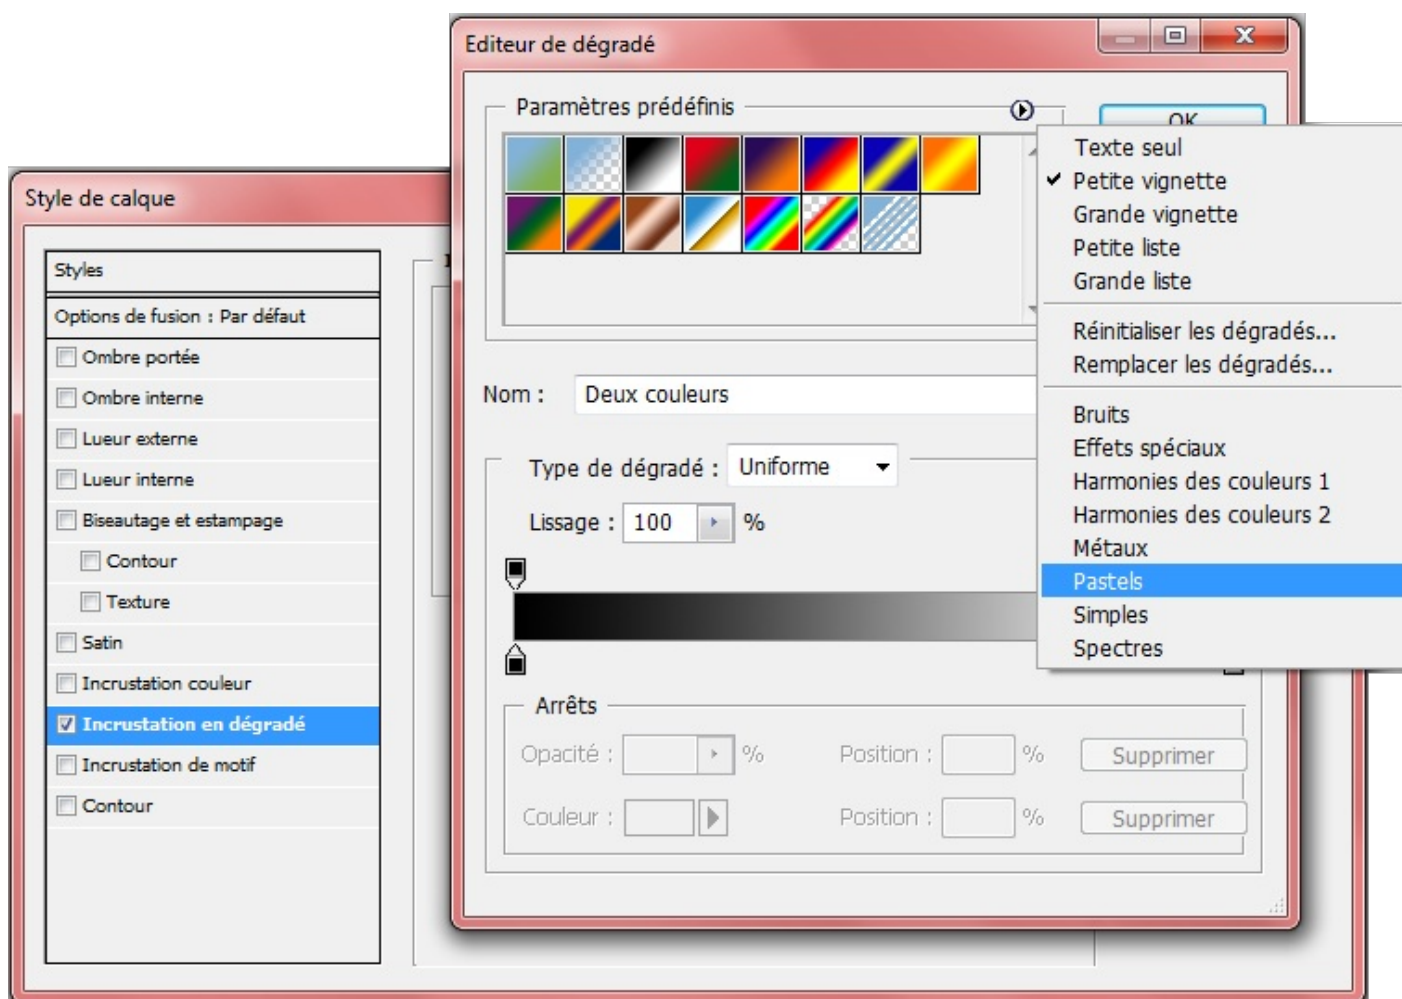 Editeur de dégradé
Paramètres prédéfinis
OK
Texte seul
Petite vignette
Grande vignette
Petite liste
Grande liste
Réinitialiser les dégradés...
Remplacer les dégradés...
Bruits
Effets spéciaux
Harmonies des couleurs 1
Harmonies des couleurs 2
Métaux
Pastels
Simples
Spectres
Nom : Deux couleurs
Type de dégradé : Uniforme
Lissage : 100 %
Arrêts
Opacité : % Position : % Supprimer
Couleur : Position : % Supprimer
Style de calque
Styles
Options de fusion : Par défaut
Ombre portée
Ombre interne
Lueur externe
Lueur interne
Biseautage et estampage
Contour
Texture
Satin
Incrustation couleur
Incrustation en dégradé
Incrustation de motif
Contour